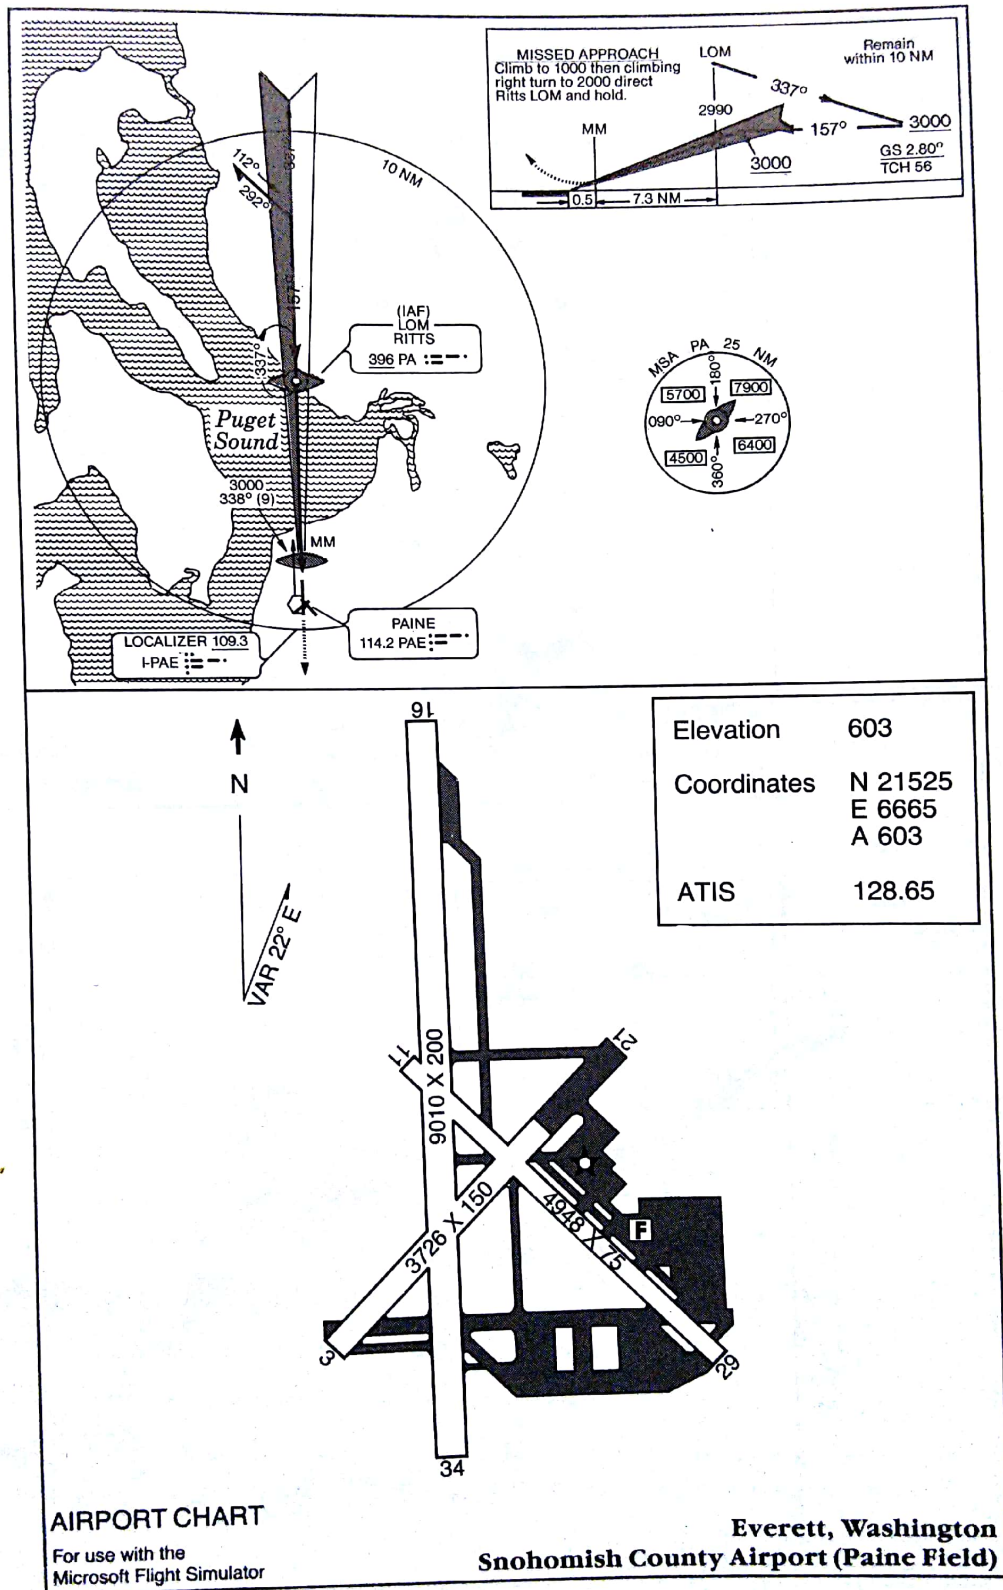 MISSED APPROACH
Climb to 1000 then climbing
right turn to 2000 direct
Ritts LOM and hold.
LOM
Remain
within 10 NM
337°
2990
MM
157°
3000
3000
GS 2.80°
TCH 56
0.5
7.3 NM
112°
292°
10 NM
157°
337°
(IAF)
LOM
RITTS
396 PA
Puget
Sound
3000
338° (9)
MM
PAINE
114.2 PAE
LOCALIZER 109.3
I-PAE
MSA PA 25 NM
180°
5700
7900
090°
270°
4500
6400
360°
16
N
VAR 22° E
Elevation 603
Coordinates N 21525
E 6665
A 603
ATIS 128.65
11
21
9010 X 200
3726 X 150
4948 X 75
F
3
29
34
AIRPORT CHART
For use with the
Microsoft Flight Simulator
Everett, Washington
Snohomish County Airport (Paine Field)